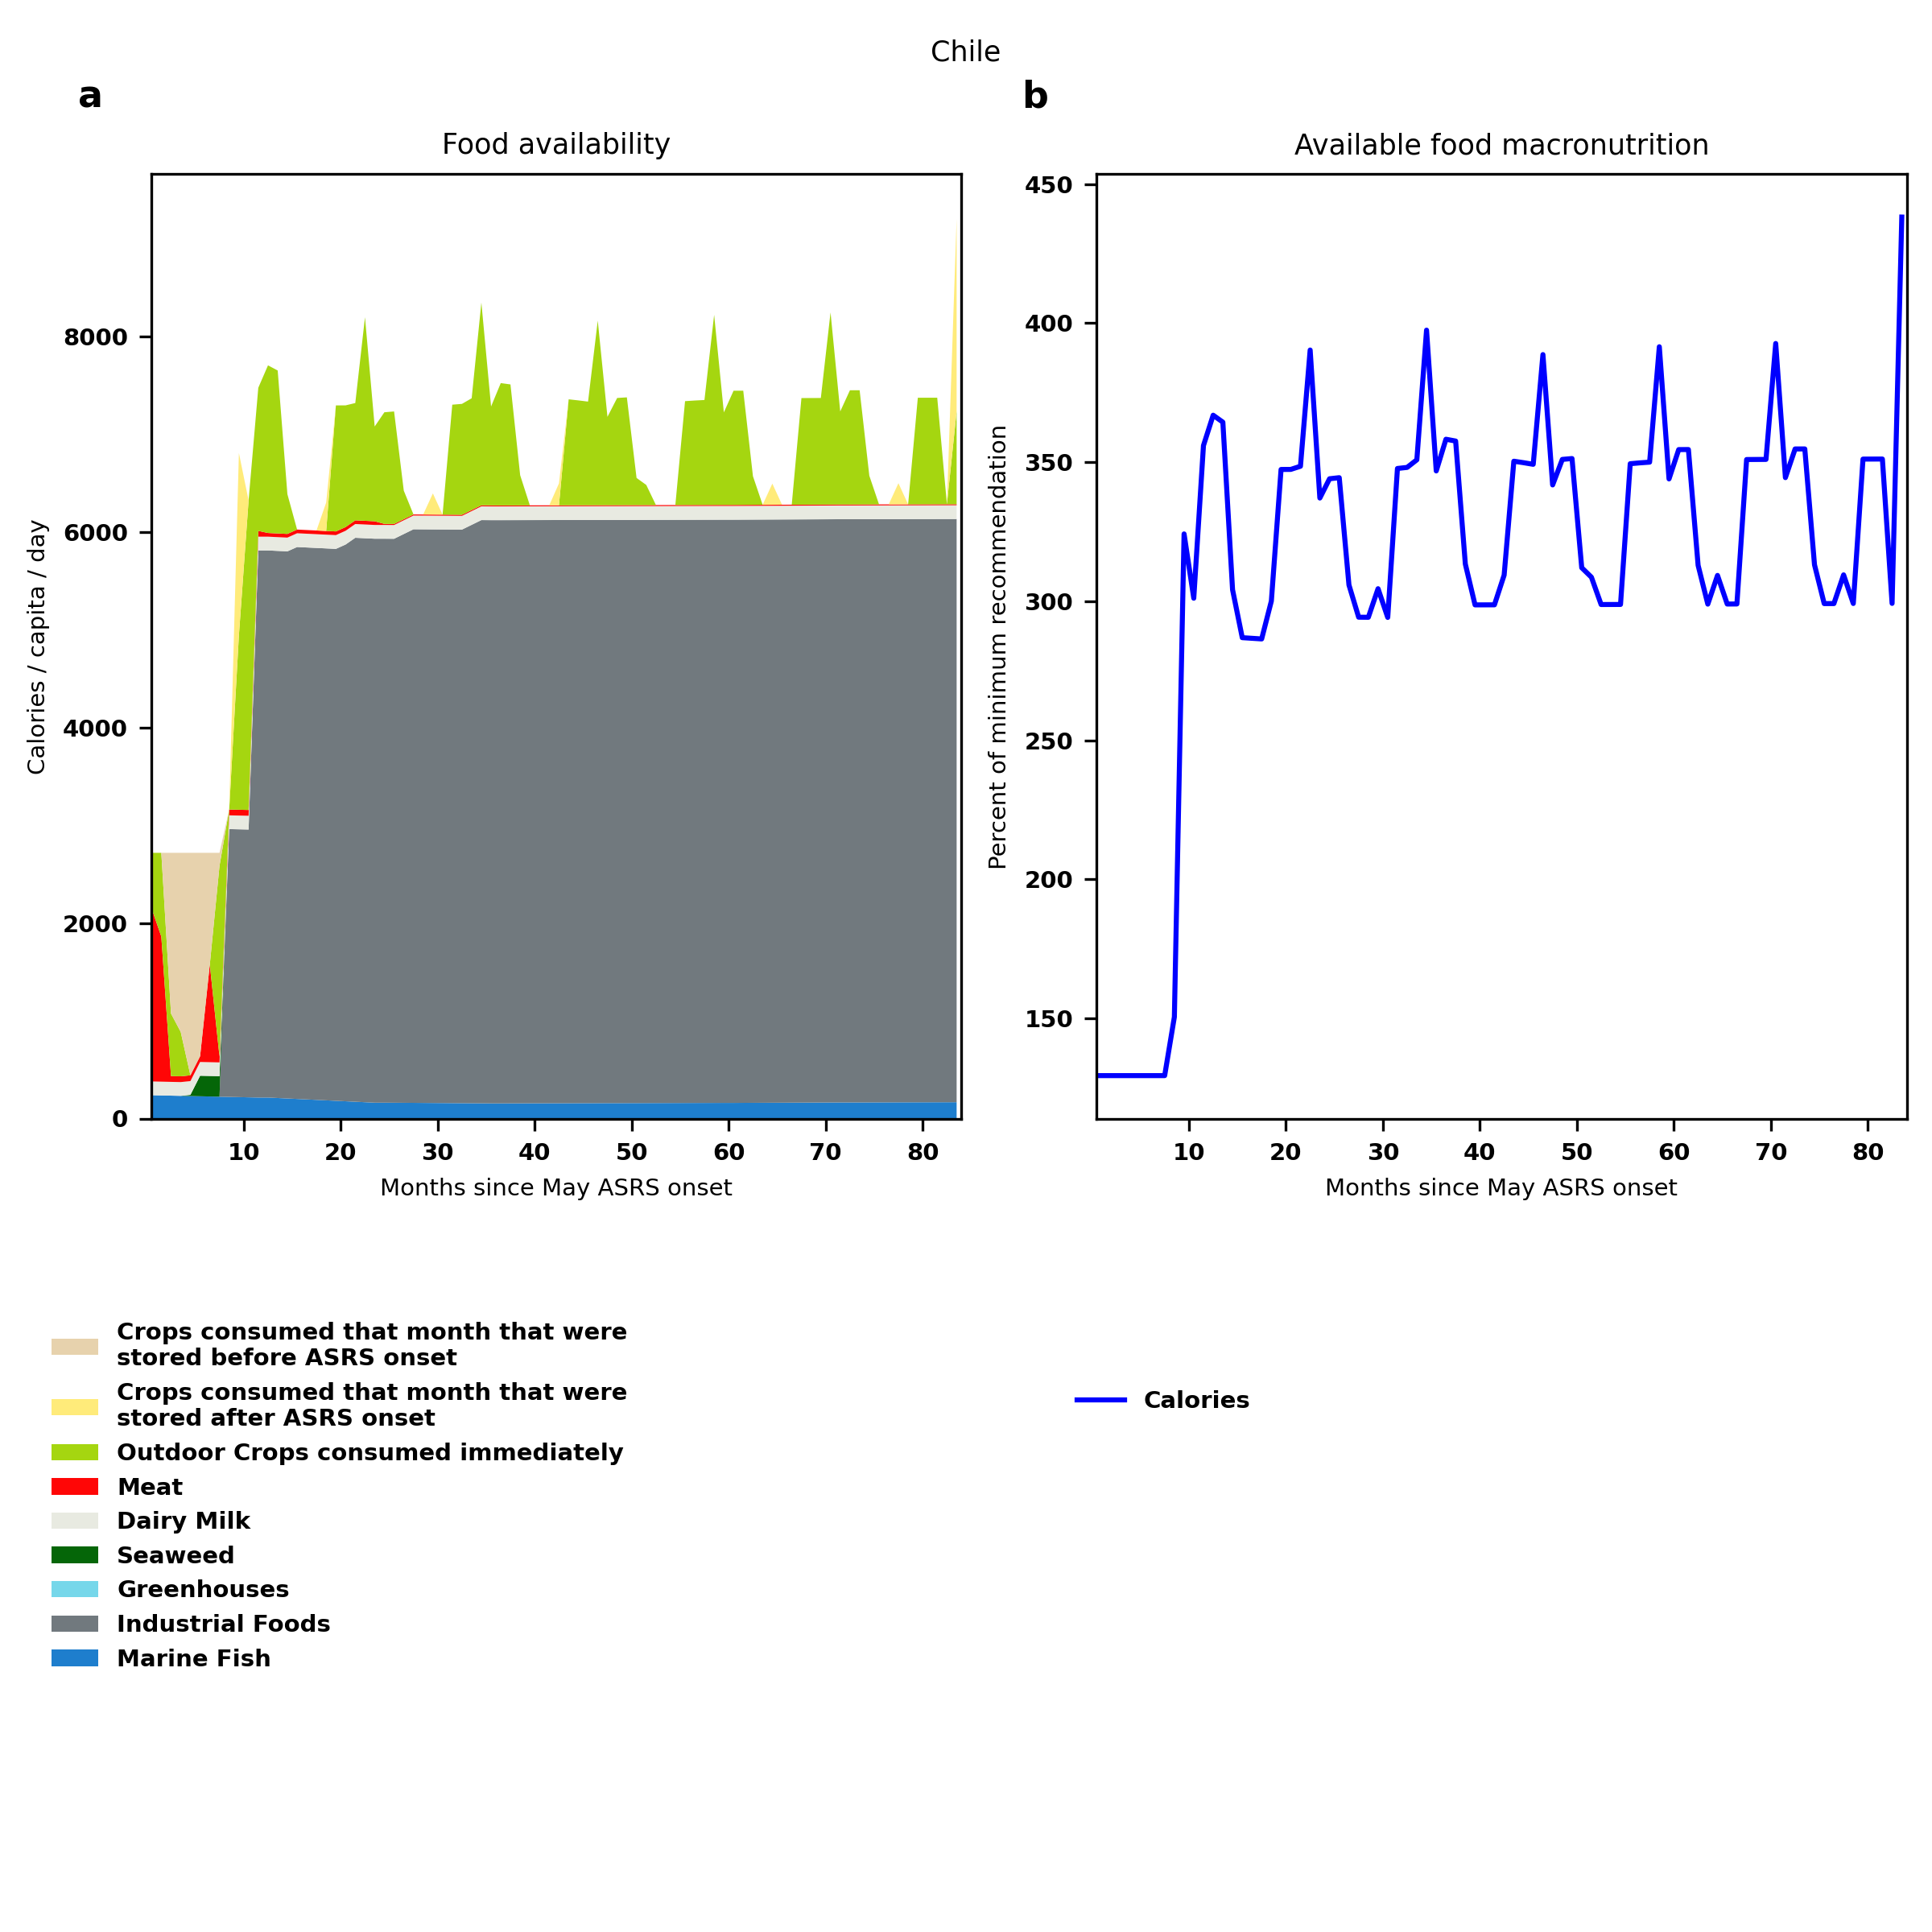 Chile
a
Food availability
8000
6000
4000
2000
0
Calories / capita / day
10 20 30 40 50 60 70 80
Months since May ASRS onset
b
Available food macronutrition
450
400
350
300
250
200
150
Percent of minimum recommendation
10 20 30 40 50 60 70 80
Months since May ASRS onset
Crops consumed that month that were
stored before ASRS onset
Crops consumed that month that were
stored after ASRS onset
Outdoor Crops consumed immediately
Meat
Dairy Milk
Seaweed
Greenhouses
Industrial Foods
Marine Fish
Calories